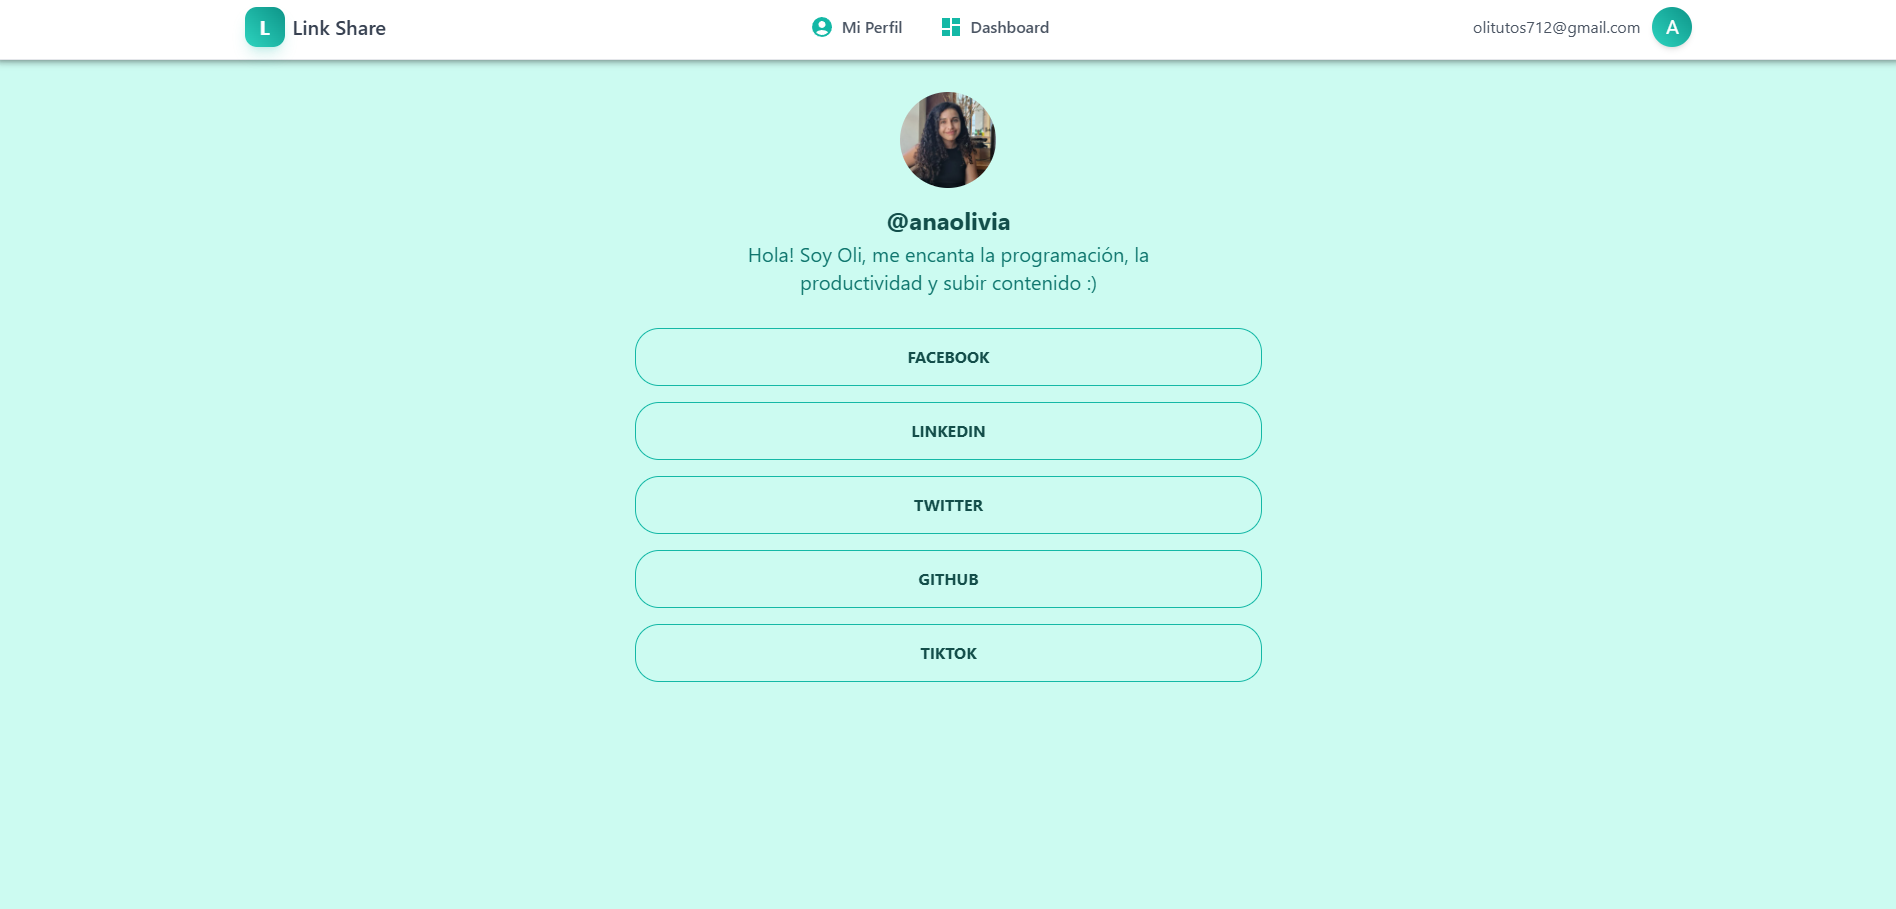 L Link Share
Mi Perfil
Dashboard
olitutos712@gmail.com
A
@anaolivia
Hola! Soy Oli, me encanta la programación, la
productividad y subir contenido :)
FACEBOOK
LINKEDIN
TWITTER
GITHUB
TIKTOK